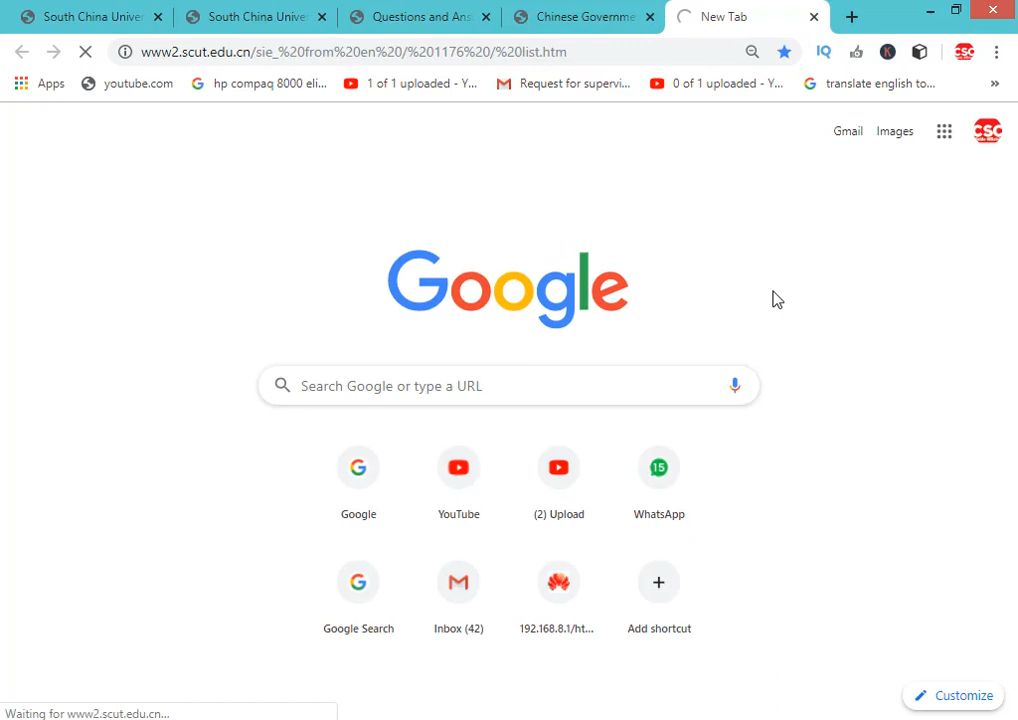 South China Univer
South China Unive
Questions and Ans
Chinese Governme
New Tab
www2.scut.edu.cn/sie_%20from%20en%20/%201176%20/%20list.htm
IQ
K
CSC
Apps
youtube.com
hp compaq 8000 eli...
1 of 1 uploaded - Y...
Request for supervi...
0 of 1 uploaded - Y...
translate english to...
»
Gmail
Images
CSC
Google
Search Google or type a URL
G
15
Google
YouTube
(2) Upload
WhatsApp
G
Google Search
Inbox (42)
192.168.8.1/ht...
Add shortcut
Customize
Waiting for www2.scut.edu.cn...